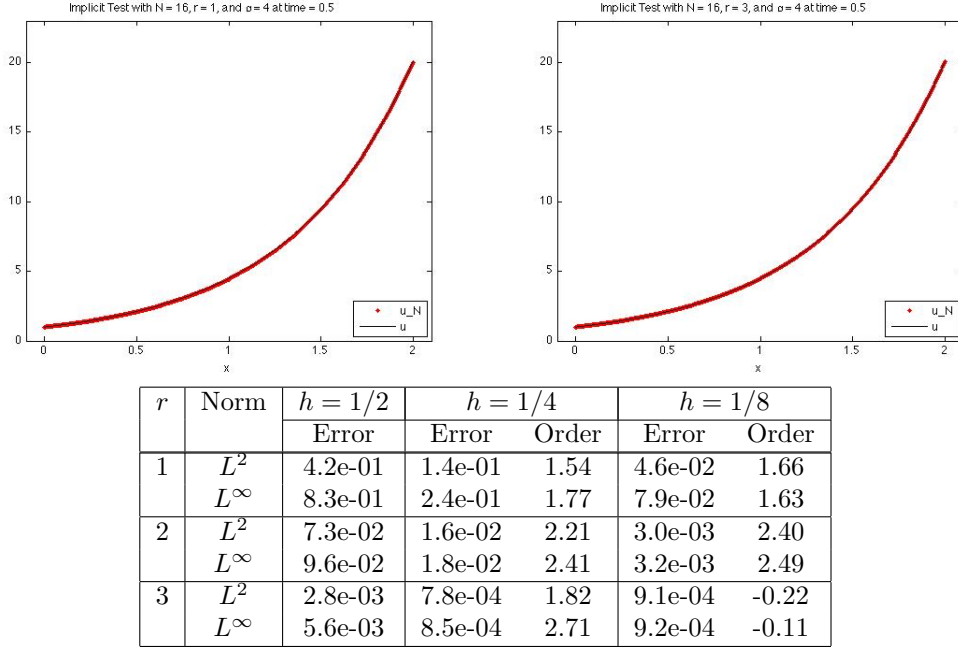 Implicit Test with N = 16, r = 1, and ø = 4 at time = 0.5
20
15
10
5
0
0 0.5 1 1.5 2
x
u_N
u
Implicit Test with N = 16, r = 3, and ø = 4 at time = 0.5
20
15
10
5
0
0 0.5 1 1.5 2
x
u_N
u
r Norm h = 1/2 h = 1/4 h = 1/8
Error Error Order Error Order
1 L² 4.2e-01 1.4e-01 1.54 4.6e-02 1.66
L∞ 8.3e-01 2.4e-01 1.77 7.9e-02 1.63
2 L² 7.3e-02 1.6e-02 2.21 3.0e-03 2.40
L∞ 9.6e-02 1.8e-02 2.41 3.2e-03 2.49
3 L² 2.8e-03 7.8e-04 1.82 9.1e-04 -0.22
L∞ 5.6e-03 8.5e-04 2.71 9.2e-04 -0.11